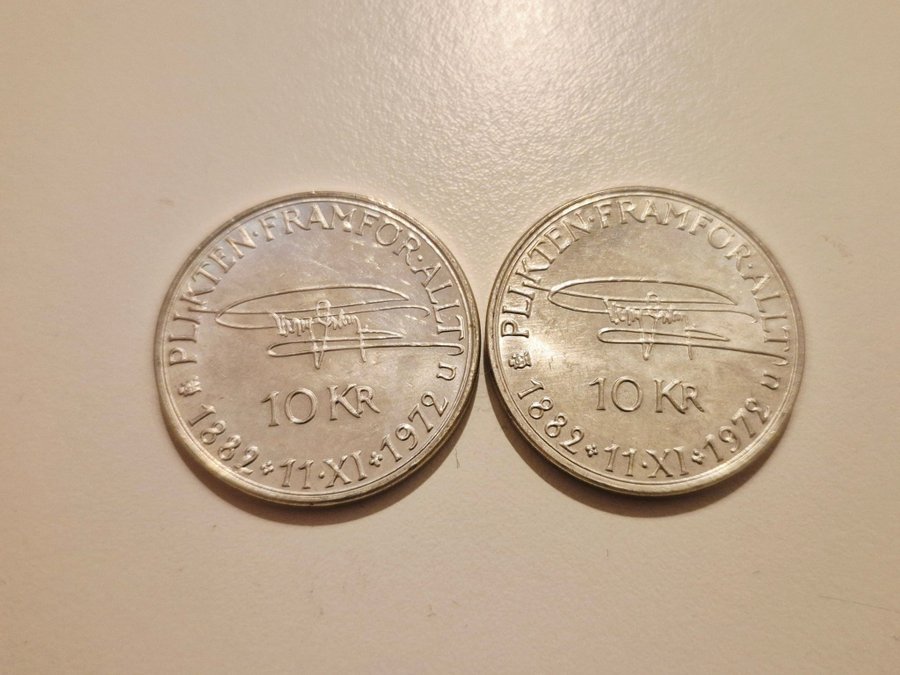 PLIKTEN·FRAMFÖR·ALLT
10 KR
1882 11·XI 1972
U
PLIKTEN·FRAMFÖR·ALLT
10 KR
1882 11·XI 1972
U